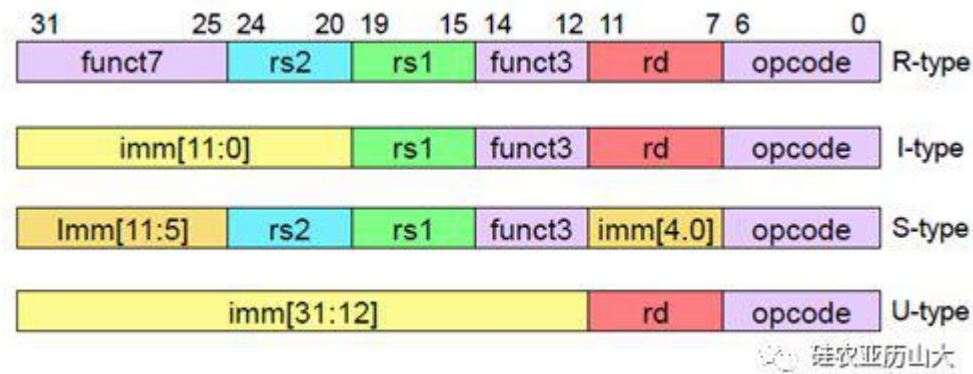 31 25 24 20 19 15 14 12 11 7 6 0
funct7 rs2 rs1 funct3 rd opcode R-type
imm[11:0] rs1 funct3 rd opcode I-type
Imm[11:5] rs2 rs1 funct3 imm[4.0] opcode S-type
imm[31:12] rd opcode U-type
硅农亚历山大